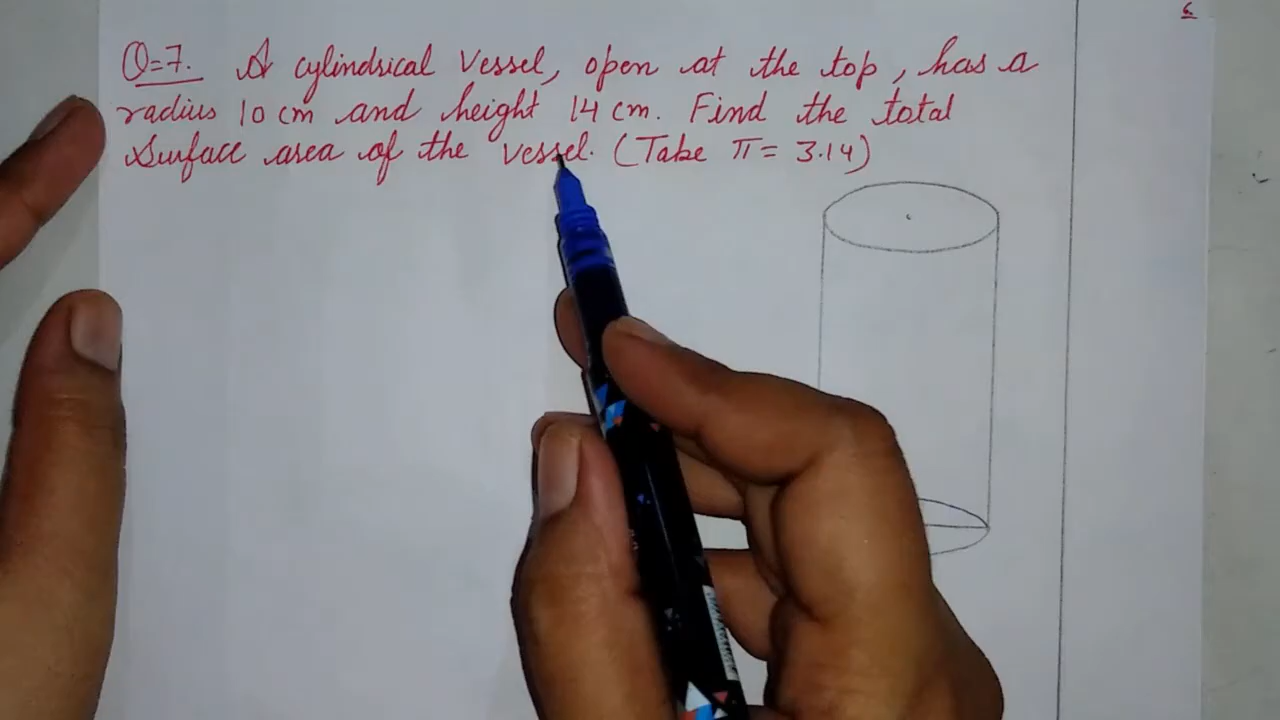 6.
Q=7. A cylindrical Vessel, open at the top, has a
radius 10 cm and height 14 cm. Find the total
Surface area of the vessel. (Take π = 3.14)